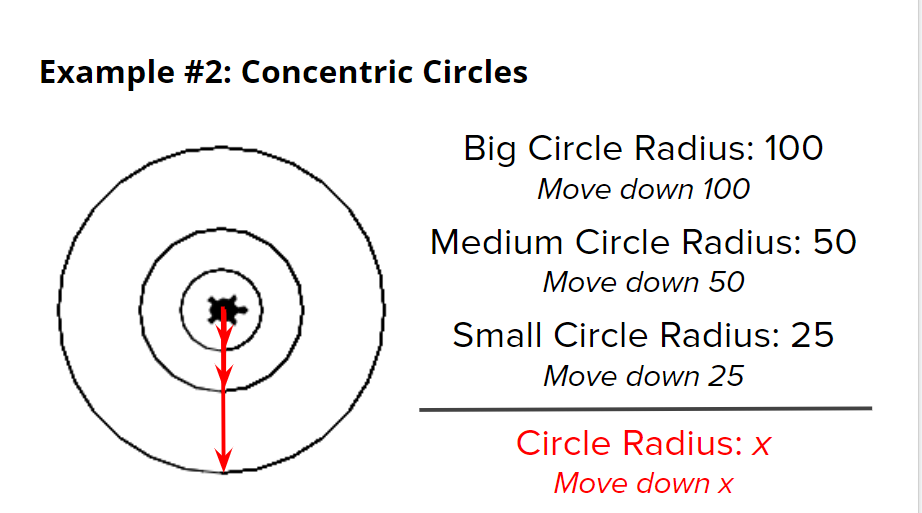 Example #2: Concentric Circles
Big Circle Radius: 100
Move down 100
Medium Circle Radius: 50
Move down 50
Small Circle Radius: 25
Move down 25
Circle Radius: x
Move down x